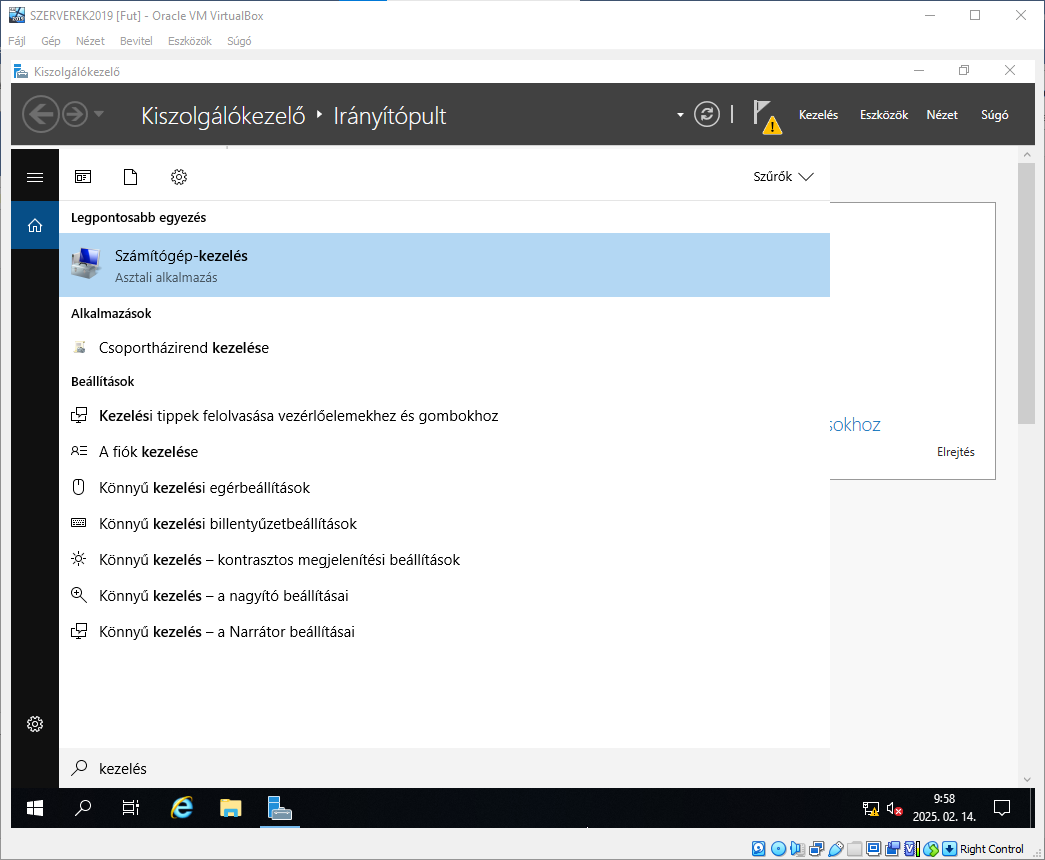 SZERVEREK2019 [Fut] - Oracle VM VirtualBox
Fájl Gép Nézet Bevitel Eszközök Súgó
Kiszolgálókezelő
Kiszolgálókezelő Irányítópult
Kezelés Eszközök Nézet Súgó
Szűrők
Legpontosabb egyezés
Számítógép-kezelés
Asztali alkalmazás
Alkalmazások
Csoportházirend kezelése
Beállítások
Kezelési tippek felolvasása vezérlőelemekhez és gombokhoz
sokhoz
A fiók kezelése
Elrejtés
Könnyű kezelési egérbeállítások
Könnyű kezelési billentyűzetbeállítások
Könnyű kezelés – kontrasztos megjelenítési beállítások
Könnyű kezelés – a nagyító beállításai
Könnyű kezelés – a Narrátor beállításai
kezelés
9:58
2025. 02. 14.
Right Control